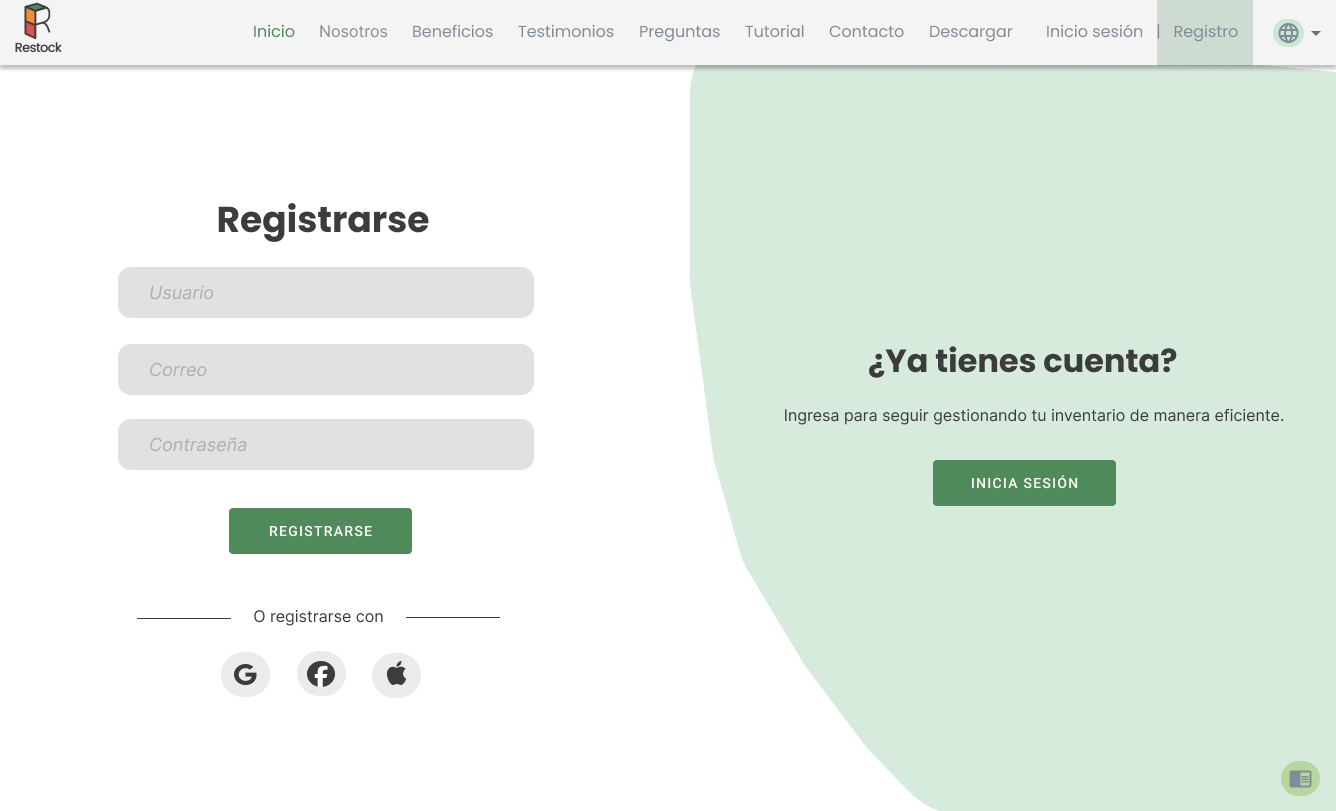 Restock
Inicio Nosotros Beneficios Testimonios Preguntas Tutorial Contacto Descargar Inicio sesión | Registro
Registrarse
Usuario
Correo
Contraseña
REGISTRARSE
O registrarse con
¿Ya tienes cuenta?
Ingresa para seguir gestionando tu inventario de manera eficiente.
INICIA SESIÓN